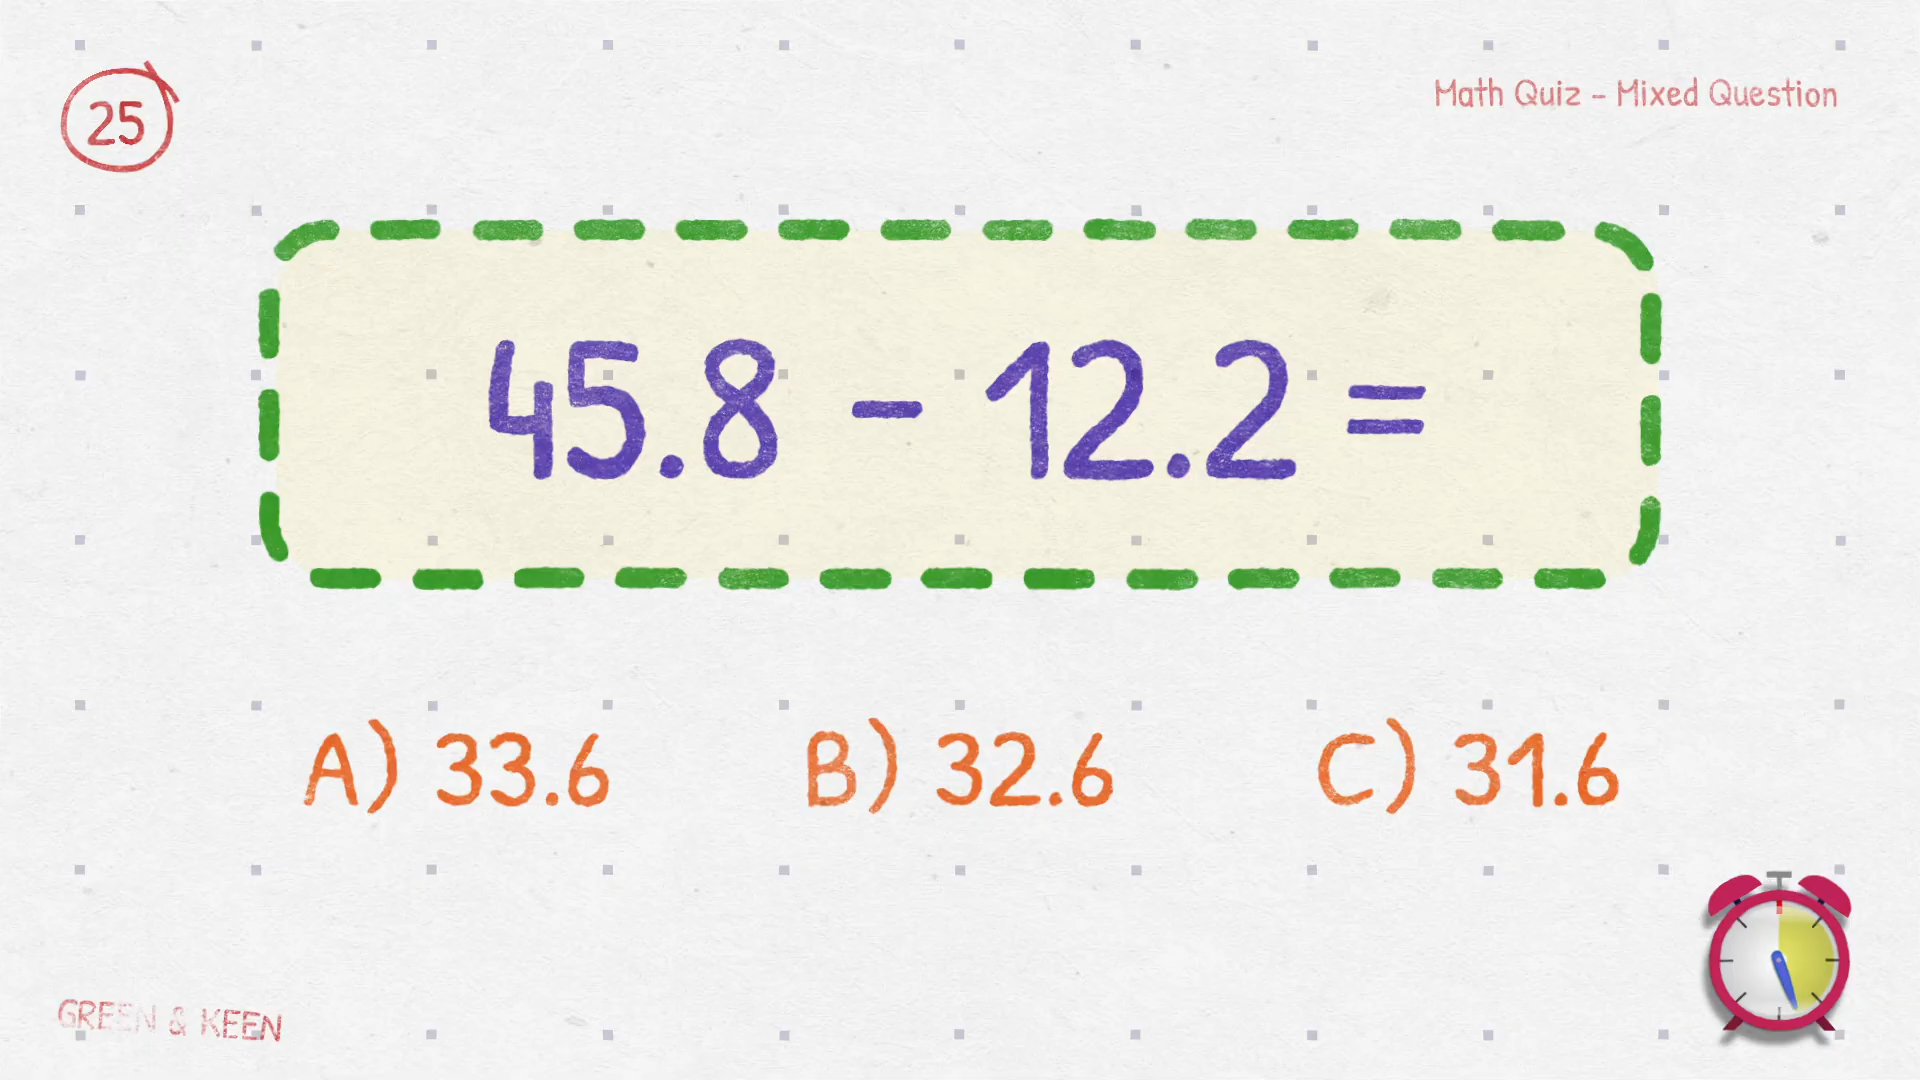 25
Math Quiz - Mixed Question
45.8 - 12.2 =
A) 33.6
B) 32.6
C) 31.6
GREEN & KEEN